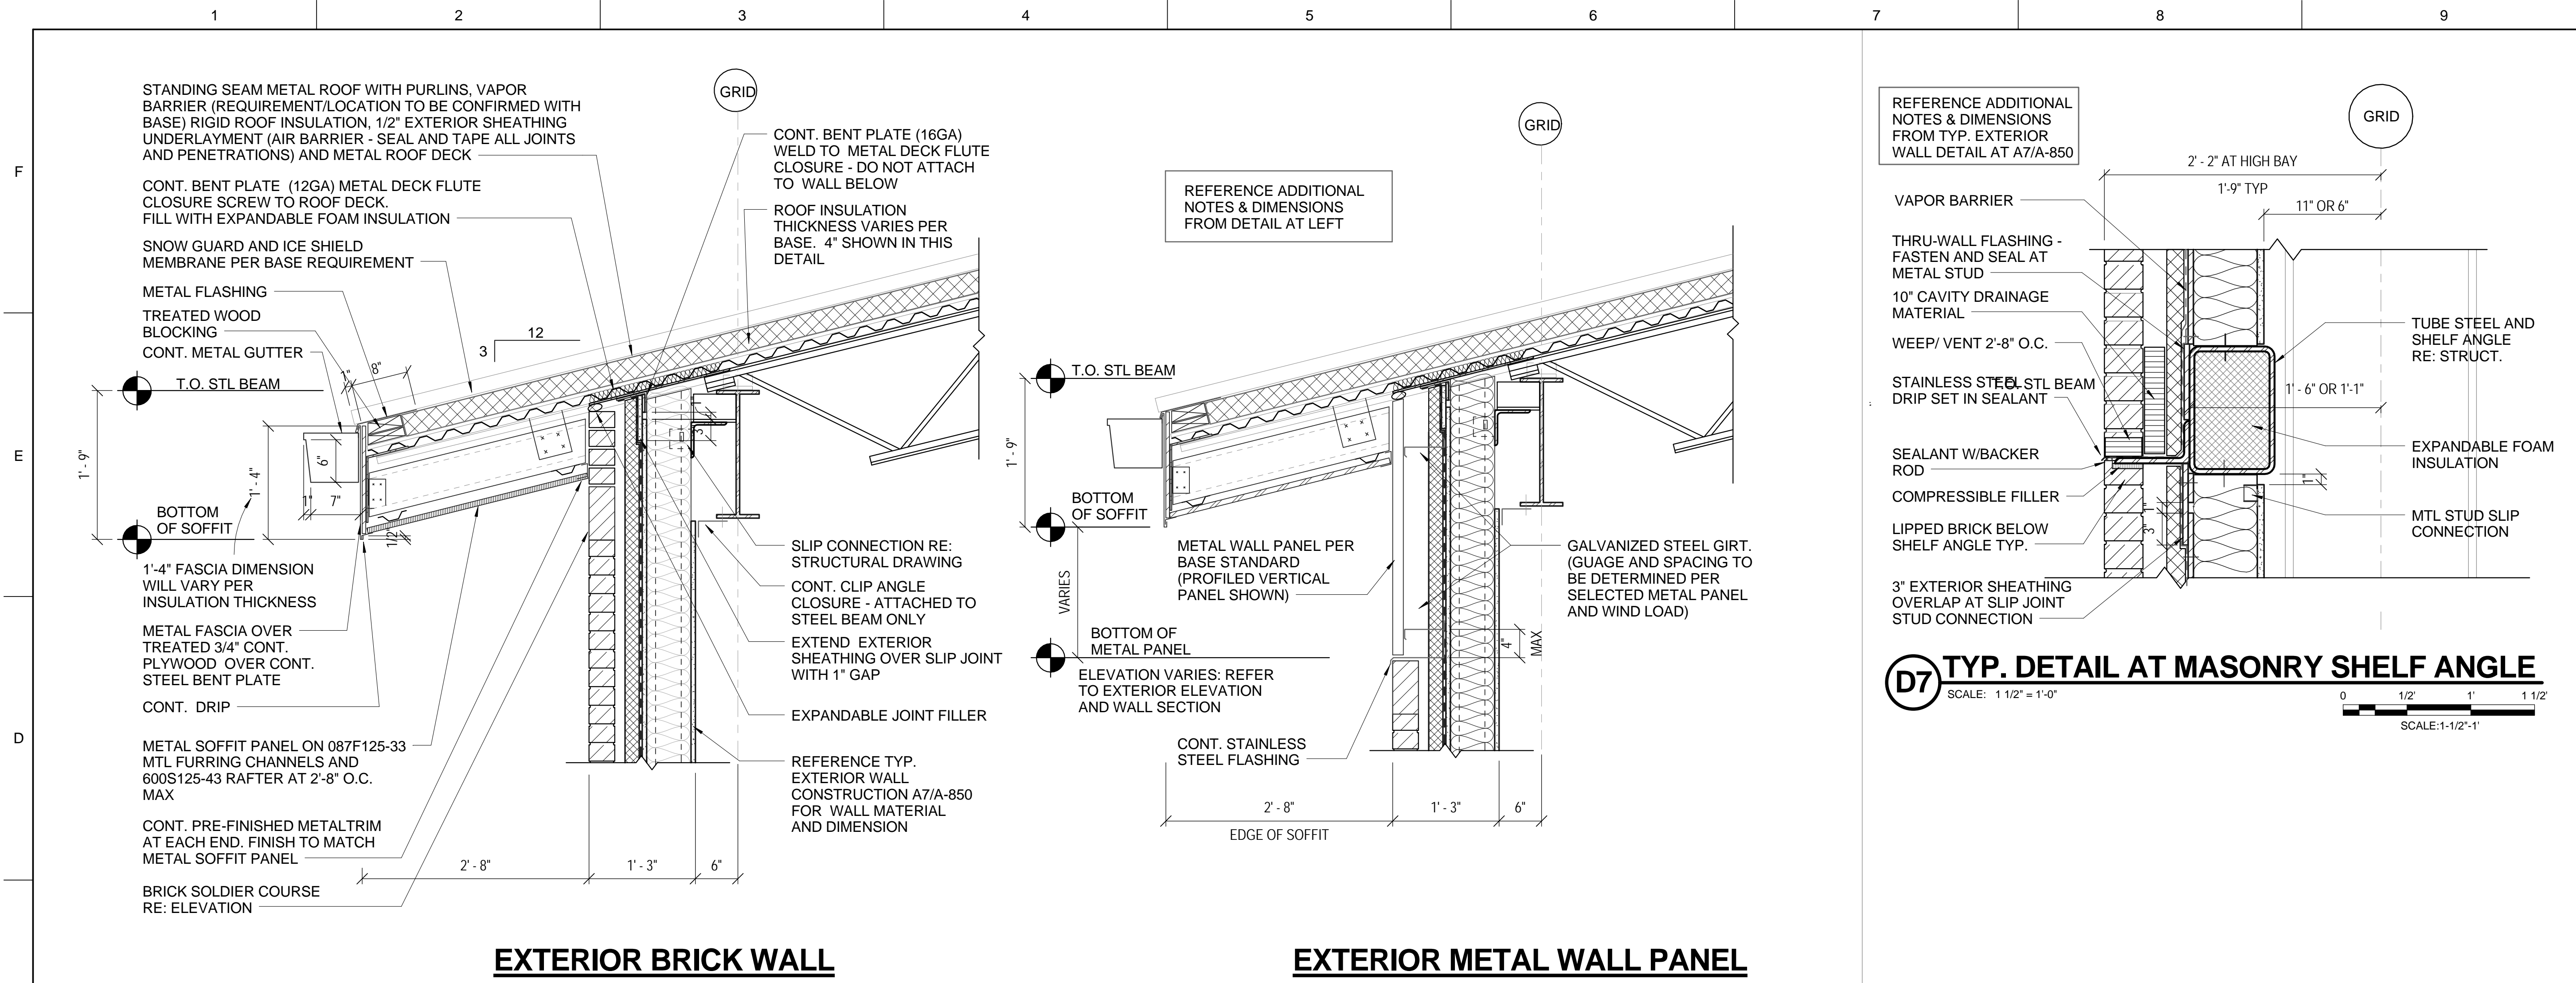 1 2 3 4 5 6 7 8 9
F
E
D
STANDING SEAM METAL ROOF WITH PURLINS, VAPOR
BARRIER (REQUIREMENT/LOCATION TO BE CONFIRMED WITH
BASE) RIGID ROOF INSULATION, 1/2" EXTERIOR SHEATHING
UNDERLAYMENT (AIR BARRIER - SEAL AND TAPE ALL JOINTS
AND PENETRATIONS) AND METAL ROOF DECK
CONT. BENT PLATE (12GA) METAL DECK FLUTE
CLOSURE SCREW TO ROOF DECK.
FILL WITH EXPANDABLE FOAM INSULATION
SNOW GUARD AND ICE SHIELD
MEMBRANE PER BASE REQUIREMENT
METAL FLASHING
TREATED WOOD
BLOCKING
CONT. METAL GUTTER
12
3
1"
8"
T.O. STL BEAM
1' - 9"
6"
1' - 4"
1"
7"
1/2"
BOTTOM
OF SOFFIT
1'-4" FASCIA DIMENSION
WILL VARY PER
INSULATION THICKNESS
METAL FASCIA OVER
TREATED 3/4" CONT.
PLYWOOD OVER CONT.
STEEL BENT PLATE
CONT. DRIP
METAL SOFFIT PANEL ON 087F125-33
MTL FURRING CHANNELS AND
600S125-43 RAFTER AT 2'-8" O.C.
MAX
CONT. PRE-FINISHED METALTRIM
AT EACH END. FINISH TO MATCH
METAL SOFFIT PANEL
BRICK SOLDIER COURSE
RE: ELEVATION
GRID
CONT. BENT PLATE (16GA)
WELD TO METAL DECK FLUTE
CLOSURE - DO NOT ATTACH
TO WALL BELOW
ROOF INSULATION
THICKNESS VARIES PER
BASE. 4" SHOWN IN THIS
DETAIL
1"
3"
SLIP CONNECTION RE:
STRUCTURAL DRAWING
CONT. CLIP ANGLE
CLOSURE - ATTACHED TO
STEEL BEAM ONLY
EXTEND EXTERIOR
SHEATHING OVER SLIP JOINT
WITH 1" GAP
EXPANDABLE JOINT FILLER
REFERENCE TYP.
EXTERIOR WALL
CONSTRUCTION A7/A-850
FOR WALL MATERIAL
AND DIMENSION
2' - 8"
1' - 3"
6"
EXTERIOR BRICK WALL
REFERENCE ADDITIONAL
NOTES & DIMENSIONS
FROM DETAIL AT LEFT
GRID
T.O. STL BEAM
1' - 9"
BOTTOM
OF SOFFIT
VARIES
METAL WALL PANEL PER
BASE STANDARD
(PROFILED VERTICAL
PANEL SHOWN)
BOTTOM OF
METAL PANEL
ELEVATION VARIES: REFER
TO EXTERIOR ELEVATION
AND WALL SECTION
CONT. STAINLESS
STEEL FLASHING
GALVANIZED STEEL GIRT.
(GUAGE AND SPACING TO
BE DETERMINED PER
SELECTED METAL PANEL
AND WIND LOAD)
4"
MAX
2' - 8"
1' - 3"
6"
EDGE OF SOFFIT
EXTERIOR METAL WALL PANEL
REFERENCE ADDITIONAL
NOTES & DIMENSIONS
FROM TYP. EXTERIOR
WALL DETAIL AT A7/A-850
GRID
2' - 2" AT HIGH BAY
1'-9" TYP
11" OR 6"
VAPOR BARRIER
THRU-WALL FLASHING -
FASTEN AND SEAL AT
METAL STUD
10" CAVITY DRAINAGE
MATERIAL
WEEP/ VENT 2'-8" O.C.
STAINLESS STEEL
DRIP SET IN SEALANT
T.O. STL BEAM
SEALANT W/BACKER
ROD
COMPRESSIBLE FILLER
LIPPED BRICK BELOW
SHELF ANGLE TYP.
3" EXTERIOR SHEATHING
OVERLAP AT SLIP JOINT
STUD CONNECTION
1"
3"
TUBE STEEL AND
SHELF ANGLE
RE: STRUCT.
1' - 6" OR 1'-1"
EXPANDABLE FOAM
INSULATION
1"
MTL STUD SLIP
CONNECTION
D7
TYP. DETAIL AT MASONRY SHELF ANGLE
SCALE: 1 1/2" = 1'-0"
0 1/2' 1' 1 1/2'
SCALE:1-1/2"-1'